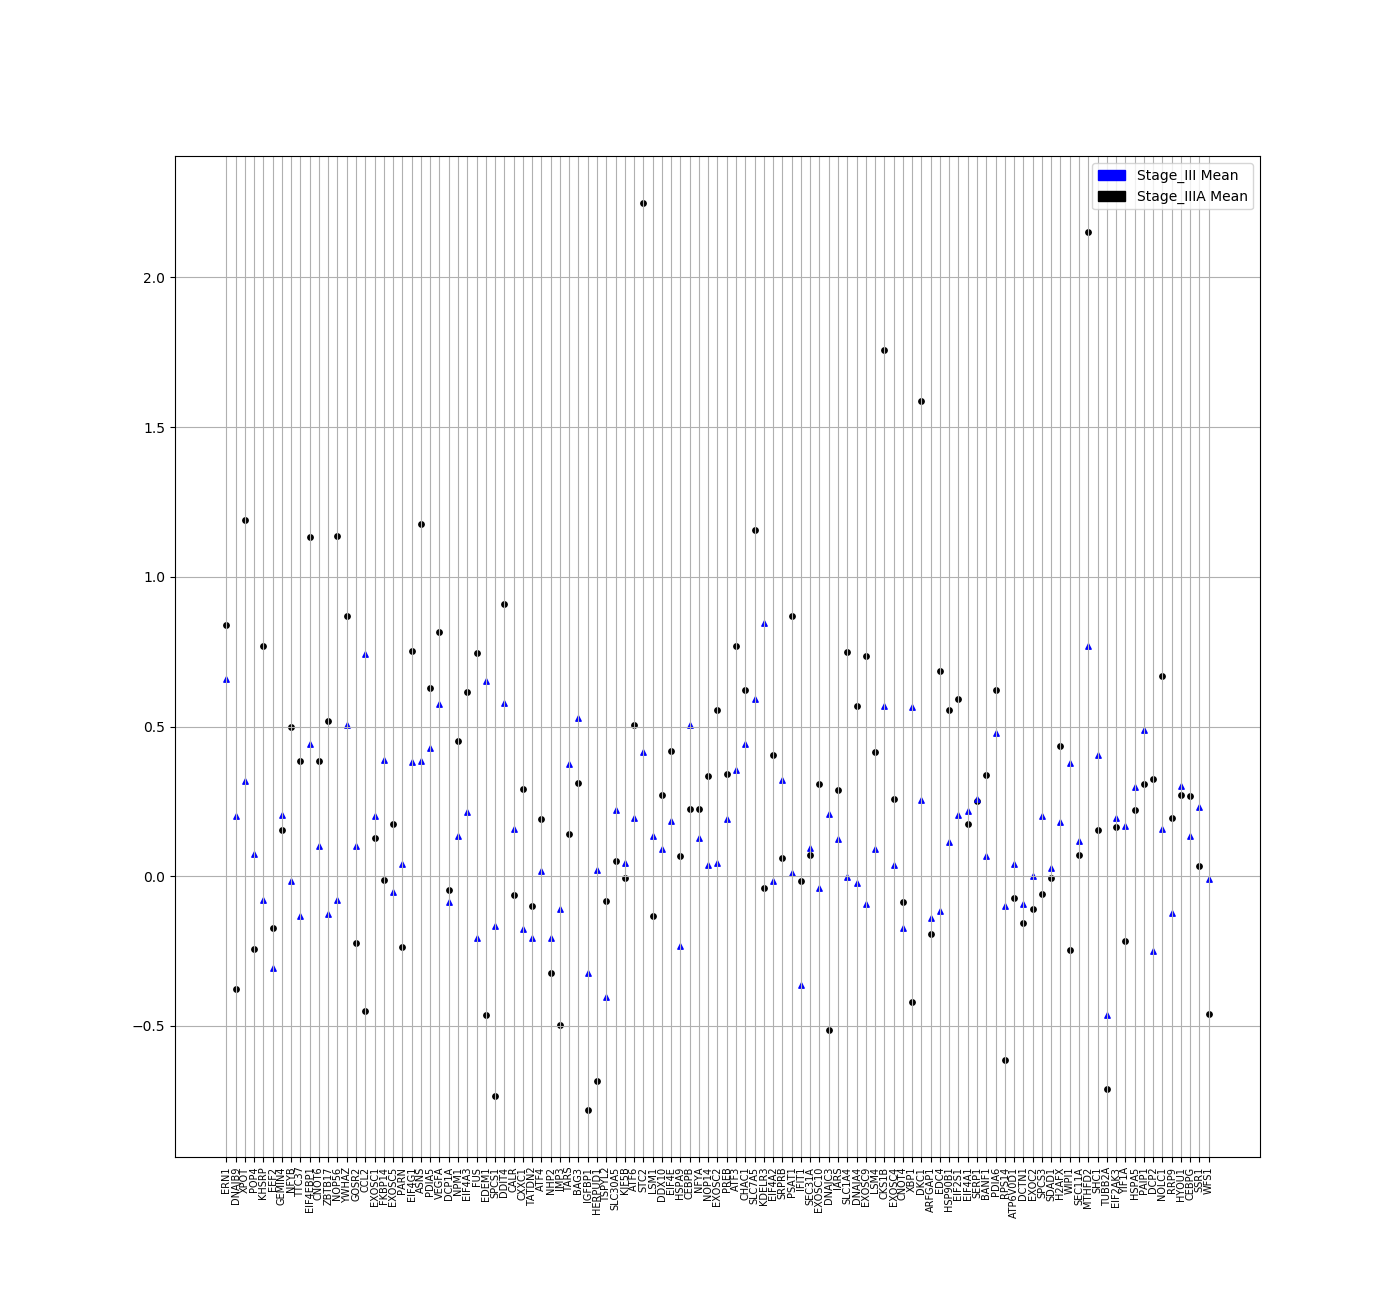 Stage_III Mean
Stage_IIIA Mean
2.0
1.5
1.0
0.5
0.0
−0.5
ERN1
DNAJB9
XPOT
POP4
KHSRP
EEF2
GEMIN4
NFYB
TTC37
EIF4EBP1
CNOT6
ZBTB17
NOP56
YWHAZ
GOSR2
CCL2
EXOSC1
FKBP14
EXOSC5
PARN
EIF4G1
ASNS
PDIA5
VEGFA
DCP1A
NPM1
EIF4A3
FUS
EDEM1
TPCS1
DDIT4
CALR
CXXC1
TATDN2
ATF4
NHP2
IMP3
TARS
BAG3
IGFBP1
HERPUD1
TSPYL2
SLC30A5
KIF5B
ATF6
STC2
LSM1
DDX10
EIF4E
HSPA9
CEBPB
NFYA
NOP14
EXOSC2
PREB
ATF3
CHAC1
SLC7A5
KDELR3
EIF4A2
SRPRB
PSAT1
IFIT1
SEC31A
EXOSC10
DNAJC3
IARS
SLC1A4
DNAJA4
EXOSC9
LSM4
CKS1B
EXOSC4
CNOT4
XBP1
DKC1
ARFGAP1
EDC4
HSP90B1
EIF2S1
EIF4A1
SERP1
BANF1
PDIA6
RPS14
ATP6V0D1
DCTN1
EXOC2
SPCS3
SDAD1
H2AFX
WIPI1
SEC11A
MTHFD2
SHC1
TUBB2A
EIF2AK3
YIF1A
HSPA5
PAIP1
DCP2
NOLC1
RRP9
HYOU1
CEBPG
SSR1
WFS1